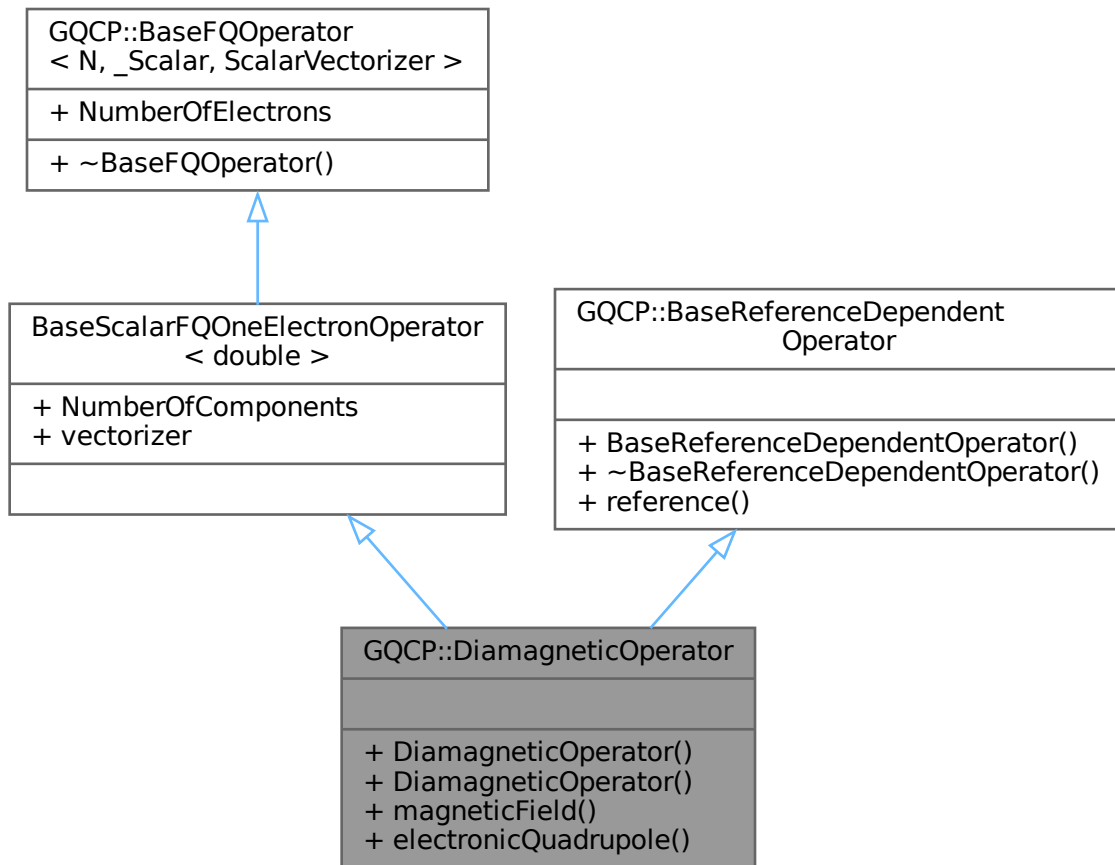 GQCP::BaseFQOperator
< N, _Scalar, ScalarVectorizer >
+ NumberOfElectrons
+ ~BaseFQOperator()
BaseScalarFQOneElectronOperator
< double >
+ NumberOfComponents
+ vectorizer
GQCP::BaseReferenceDependent
Operator
+ BaseReferenceDependentOperator()
+ ~BaseReferenceDependentOperator()
+ reference()
GQCP::DiamagneticOperator
+ DiamagneticOperator()
+ DiamagneticOperator()
+ magneticField()
+ electronicQuadrupole()